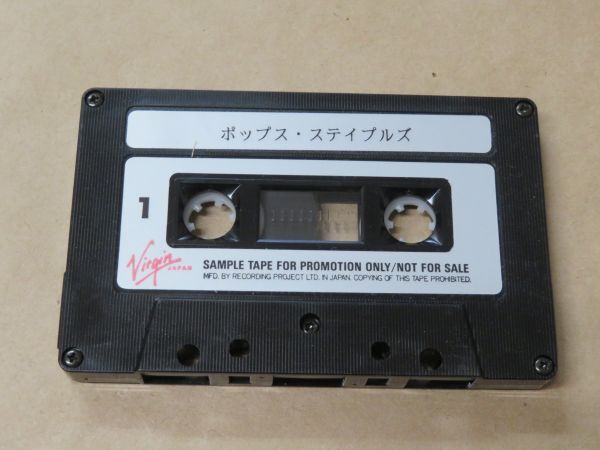 ポップス・ステイプルズ
1
Virgin
JAPAN
SAMPLE TAPE FOR PROMOTION ONLY/NOT FOR SALE
MFD. BY RECORDING PROJECT LTD. IN JAPAN. COPYING OF THIS TAPE PROHIBITED.